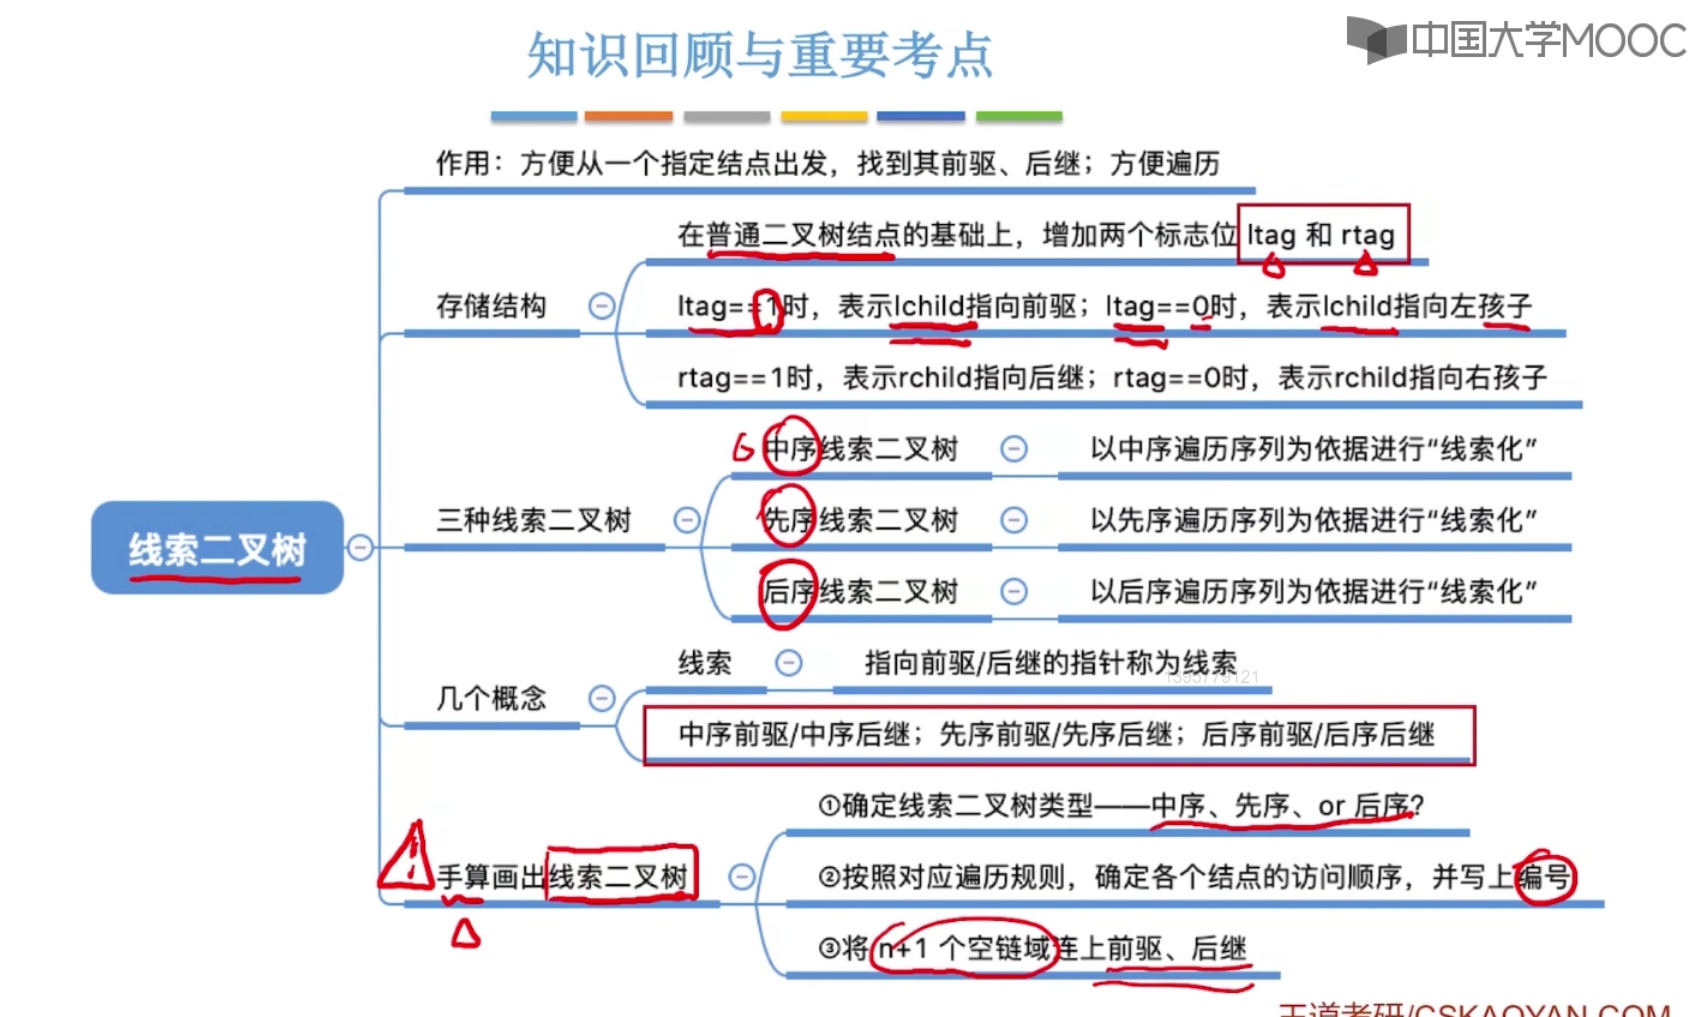 知识回顾与重要考点
中国大学MOOC
作用：方便从一个指定结点出发，找到其前驱、后继；方便遍历
在普通二叉树结点的基础上，增加两个标志位 ltag 和 rtag
存储结构
ltag==1时，表示lchild指向前驱；ltag==0时，表示lchild指向左孩子
rtag==1时，表示rchild指向后继；rtag==0时，表示rchild指向右孩子
中序线索二叉树
以中序遍历序列为依据进行“线索化”
三种线索二叉树
先序线索二叉树
以先序遍历序列为依据进行“线索化”
线索二叉树
后序线索二叉树
以后序遍历序列为依据进行“线索化”
线索
指向前驱/后继的指针称为线索
1395779121
几个概念
中序前驱/中序后继；先序前驱/先序后继；后序前驱/后序后继
①确定线索二叉树类型——中序、先序、or 后序？
手算画出线索二叉树
②按照对应遍历规则，确定各个结点的访问顺序，并写上编号
③将 n+1 个空链域连上前驱、后继
王道考研/CSKAOYAN.COM